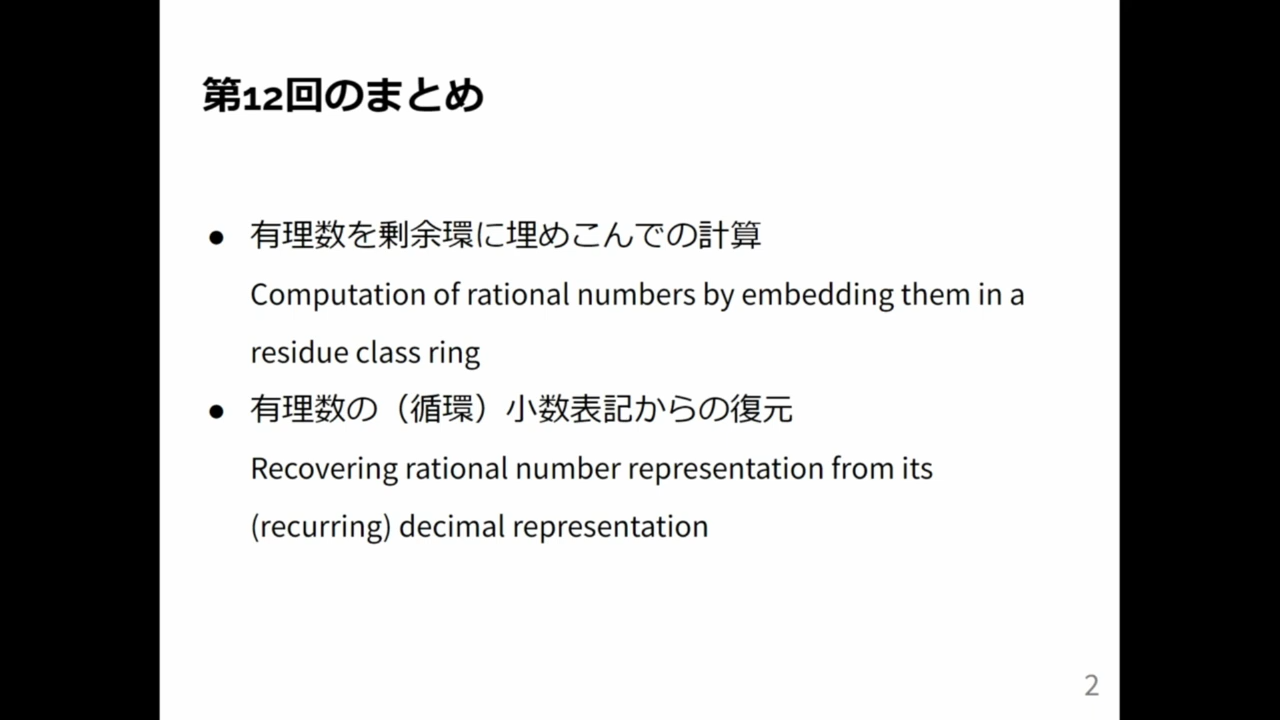 第12回のまとめ
● 有理数を剰余環に埋めこんでの計算
Computation of rational numbers by embedding them in a
residue class ring
● 有理数の（循環）小数表記からの復元
Recovering rational number representation from its
(recurring) decimal representation
2